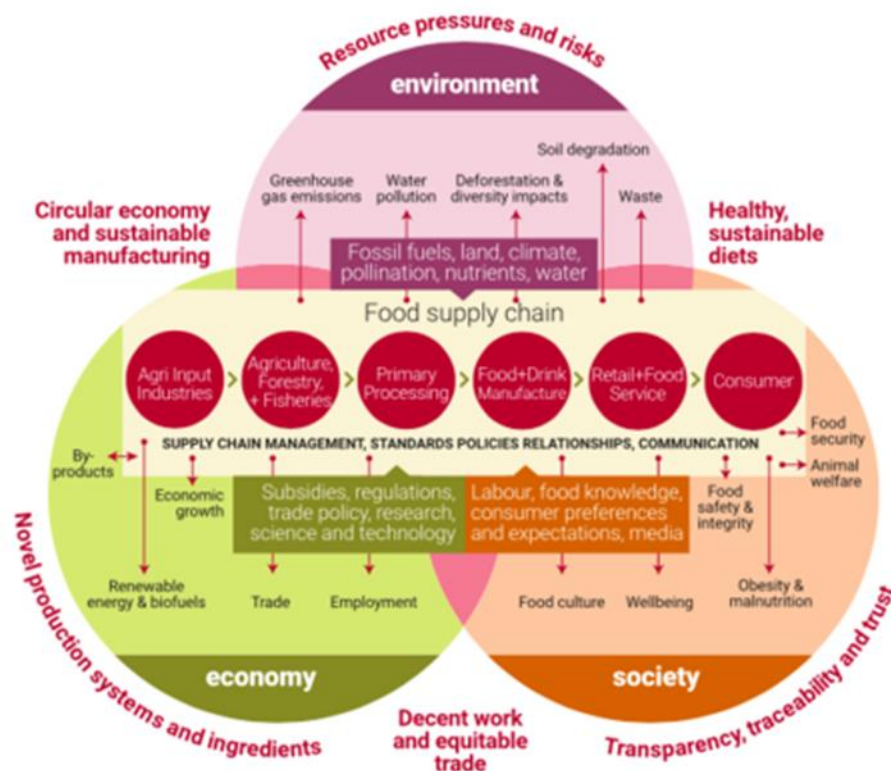 Resource pressures and risks
environment
Soil degradation
Greenhouse
gas emissions
Water
pollution
Deforestation &
diversity impacts
Waste
Circular economy
and sustainable
manufacturing
Healthy,
sustainable
diets
Fossil fuels, land, climate,
pollination, nutrients, water
Food supply chain
Agri Input
Industries
Agriculture,
Forestry,
+ Fisheries
Primary
Processing
Food+Drink
Manufacture
Retail+Food
Service
Consumer
SUPPLY CHAIN MANAGEMENT, STANDARDS POLICIES RELATIONSHIPS, COMMUNICATION
Food
security
Animal
welfare
By-
products
Economic
growth
Subsidies, regulations,
trade policy, research,
science and technology
Labour, food knowledge,
consumer preferences
and expectations, media
Food
safety &
integrity
Renewable
energy & biofuels
Trade
Employment
Food culture
Wellbeing
Obesity &
malnutrition
economy
society
Novel production systems and ingredients
Decent work
and equitable
trade
Transparency, traceability and trust